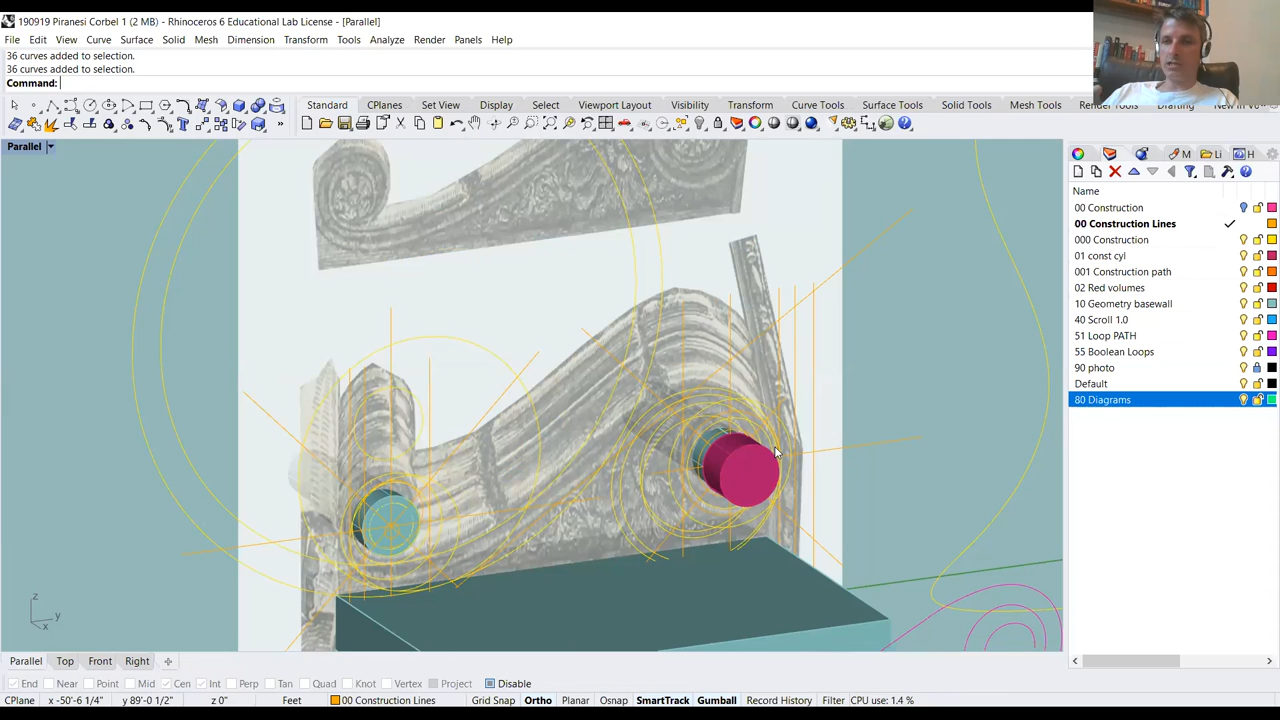 190919 Piranesi Corbel 1 (2 MB) - Rhinoceros 6 Educational Lab License - [Parallel]
File Edit View Curve Surface Solid Mesh Dimension Transform Tools Analyze Render Panels Help
36 curves added to selection.
36 curves added to selection.
Command:
Standard CPlanes Set View Display Select Viewport Layout Visibility Transform Curve Tools Surface Tools Solid Tools Mesh Tools Render Tools Drafting New in V6
Parallel
M Li H
Name
00 Construction
00 Construction Lines
000 Construction
01 const cyl
001 Construction path
02 Red volumes
10 Geometry basewall
40 Scroll 1.0
51 Loop PATH
55 Boolean Loops
90 photo
Default
80 Diagrams
z
y
x
Parallel Top Front Right
End Near Point Mid Cen Int Perp Tan Quad Knot Vertex Project Disable
CPlane x -50'-6 1/4" y 89'-0 1/2" z 0" Feet 00 Construction Lines Grid Snap Ortho Planar Osnap SmartTrack Gumball Record History Filter CPU use: 1.4 %